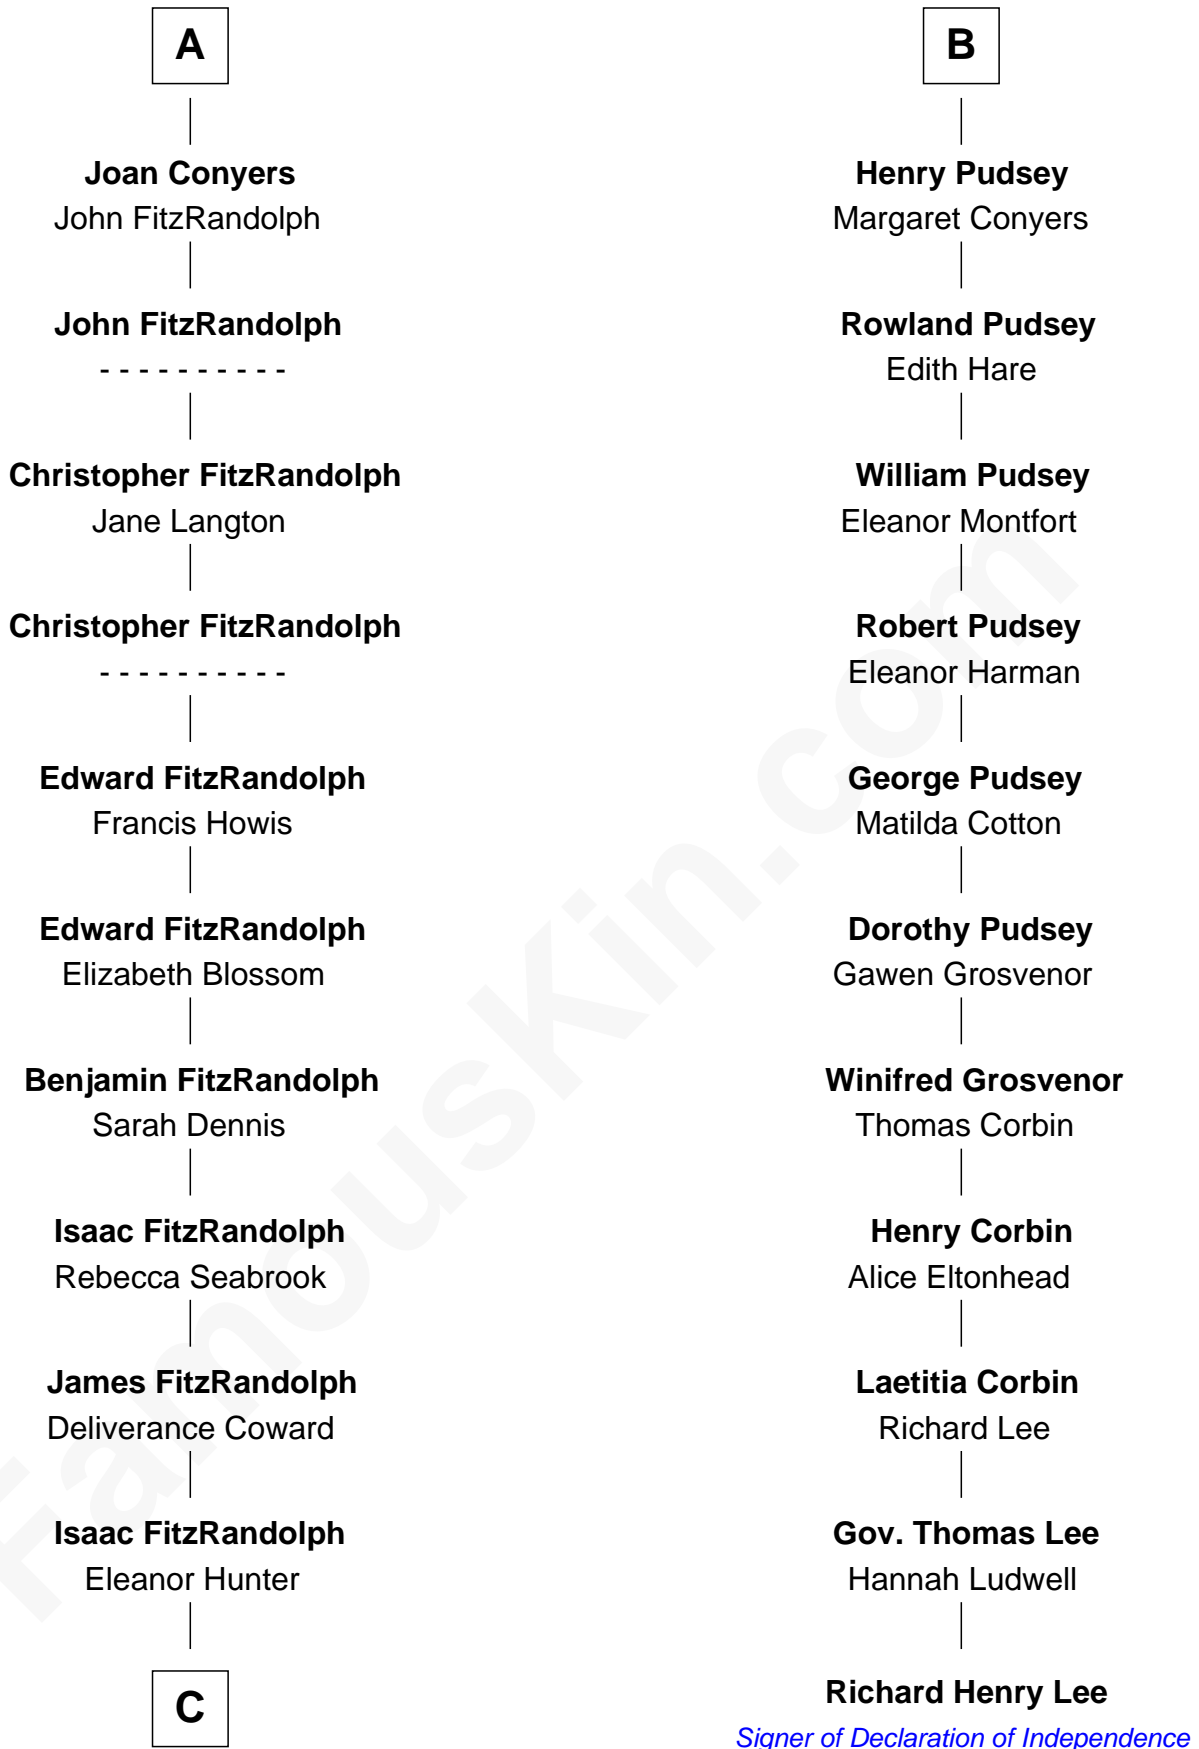 A
Joan Conyers
John FitzRandolph
John FitzRandolph
- - - - - - - - - -
Christopher FitzRandolph
Jane Langton
Christopher FitzRandolph
- - - - - - - - - -
Edward FitzRandolph
Francis Howis
Edward FitzRandolph
Elizabeth Blossom
Benjamin FitzRandolph
Sarah Dennis
Isaac FitzRandolph
Rebecca Seabrook
James FitzRandolph
Deliverance Coward
Isaac FitzRandolph
Eleanor Hunter
C
B
Henry Pudsey
Margaret Conyers
Rowland Pudsey
Edith Hare
William Pudsey
Eleanor Montfort
Robert Pudsey
Eleanor Harman
George Pudsey
Matilda Cotton
Dorothy Pudsey
Gawen Grosvenor
Winifred Grosvenor
Thomas Corbin
Henry Corbin
Alice Eltonhead
Laetitia Corbin
Richard Lee
Gov. Thomas Lee
Hannah Ludwell
Richard Henry Lee
Signer of Declaration of Independence
FamousKin.com